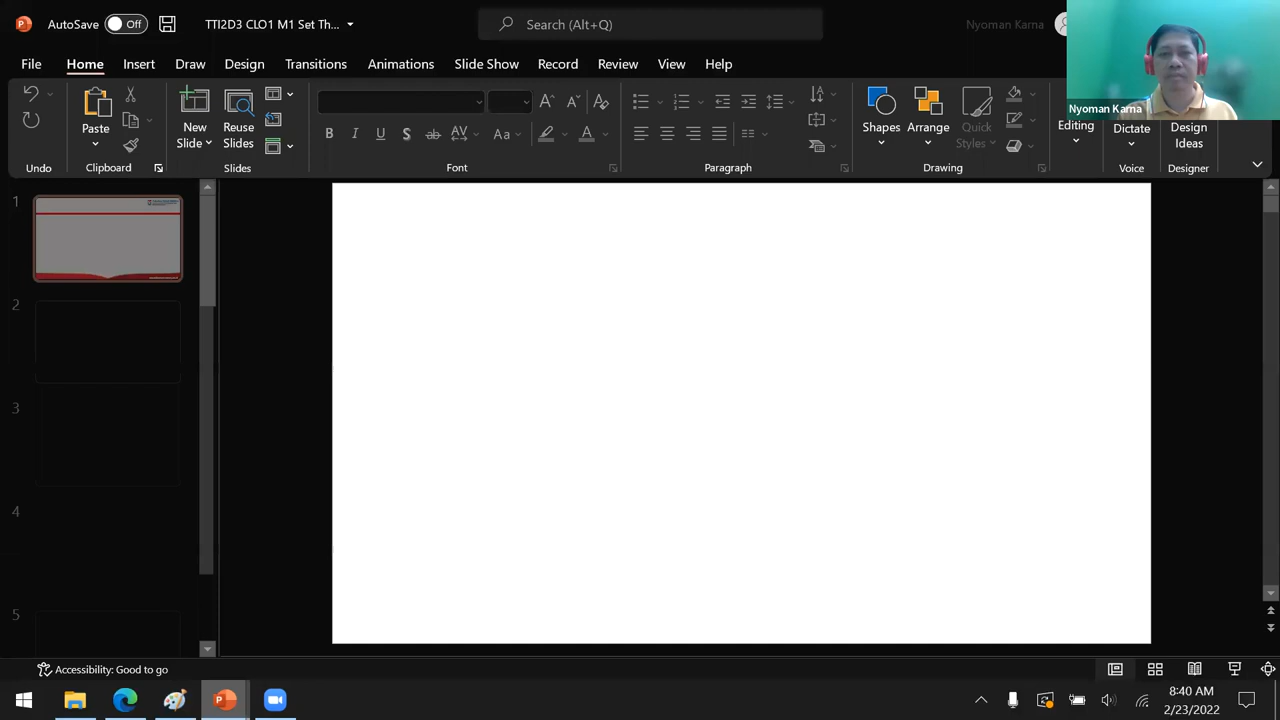 AutoSave Off TTI2D3 CLO1 M1 Set Th... Search (Alt+Q) Nyoman Karna
File Home Insert Draw Design Transitions Animations Slide Show Record Review View Help
Nyoman Karna
Paste New Slide Reuse Slides Aa A Shapes Arrange Quick Styles Editing Dictate Design Ideas
Undo Clipboard Slides Font Paragraph Drawing Voice Designer
1
2
3
4
5
Accessibility: Good to go
8:40 AM
2/23/2022